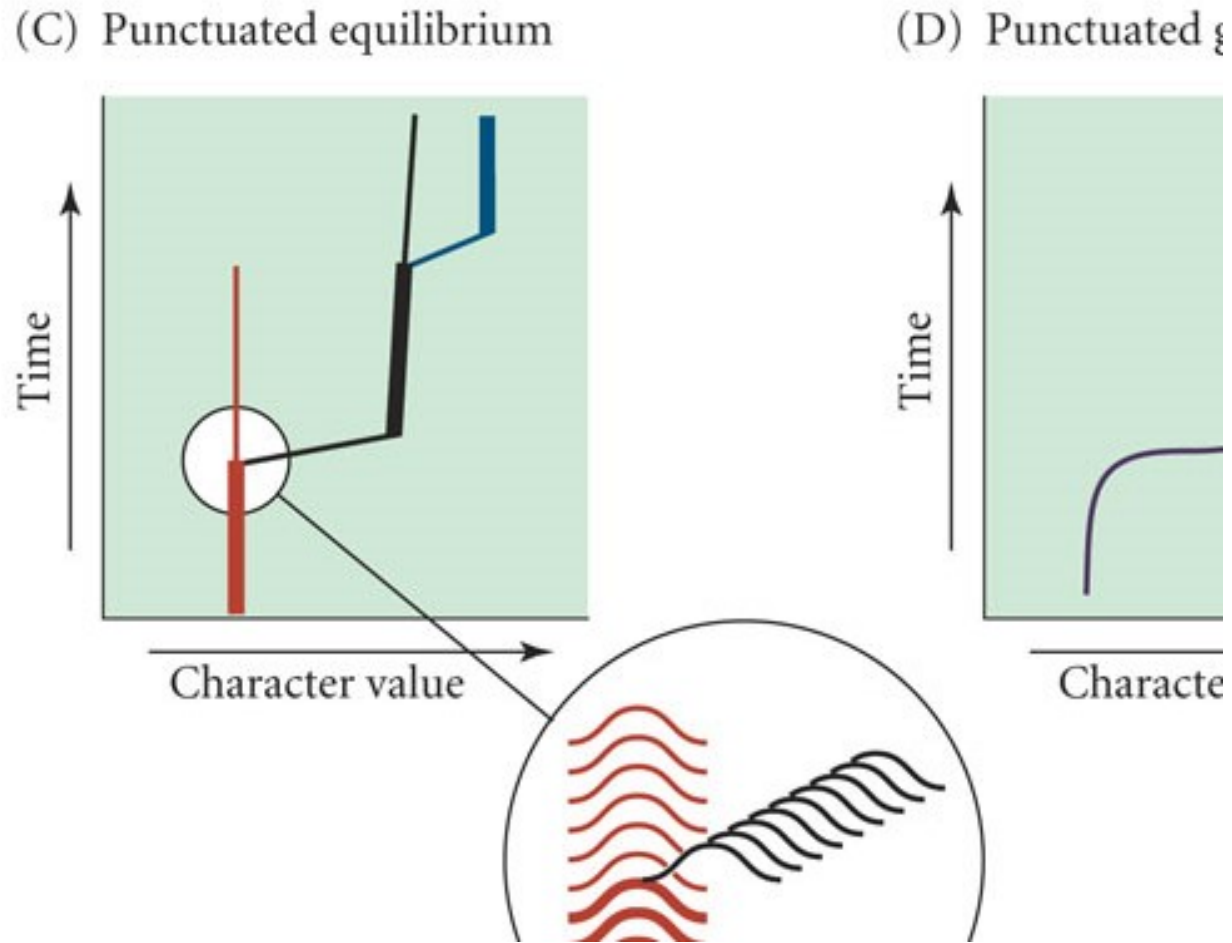 (C) Punctuated equilibrium
(D) Punctuated g
Time
Time
Character value
Characte